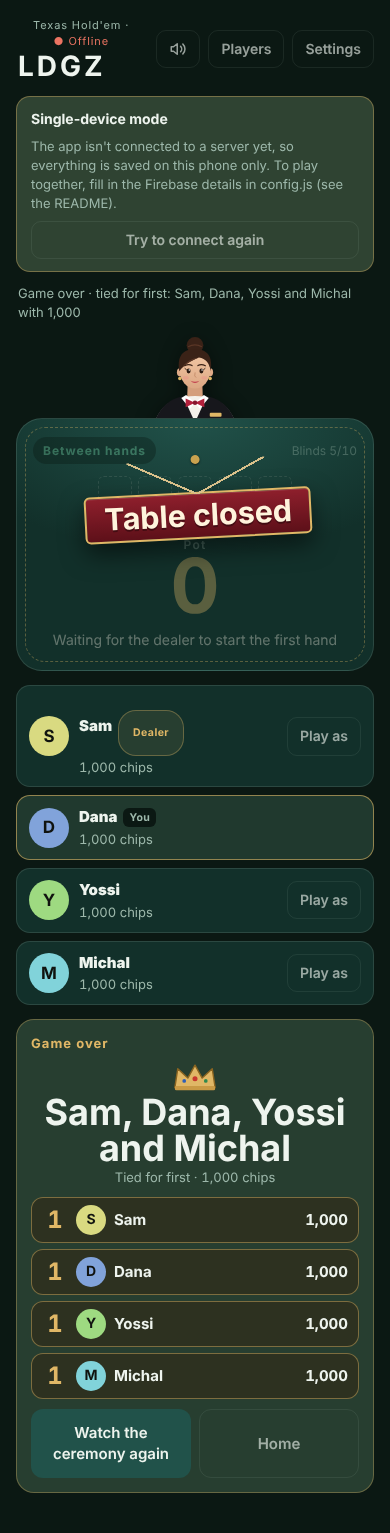 Texas Hold'em ·
Offline
LDGZ
Players
Settings
Single-device mode
The app isn't connected to a server yet, so
everything is saved on this phone only. To play
together, fill in the Firebase details in config.js (see
the README).
Try to connect again
Game over · tied for first: Sam, Dana, Yossi and Michal
with 1,000
Between hands
Blinds 5/10
Table closed
Pot
0
Waiting for the dealer to start the first hand
S
Sam
Dealer
1,000 chips
Play as
D
Dana
You
1,000 chips
Y
Yossi
1,000 chips
Play as
M
Michal
1,000 chips
Play as
Game over
Sam, Dana, Yossi
and Michal
Tied for first · 1,000 chips
1 S Sam 1,000
1 D Dana 1,000
1 Y Yossi 1,000
1 M Michal 1,000
Watch the
ceremony again
Home